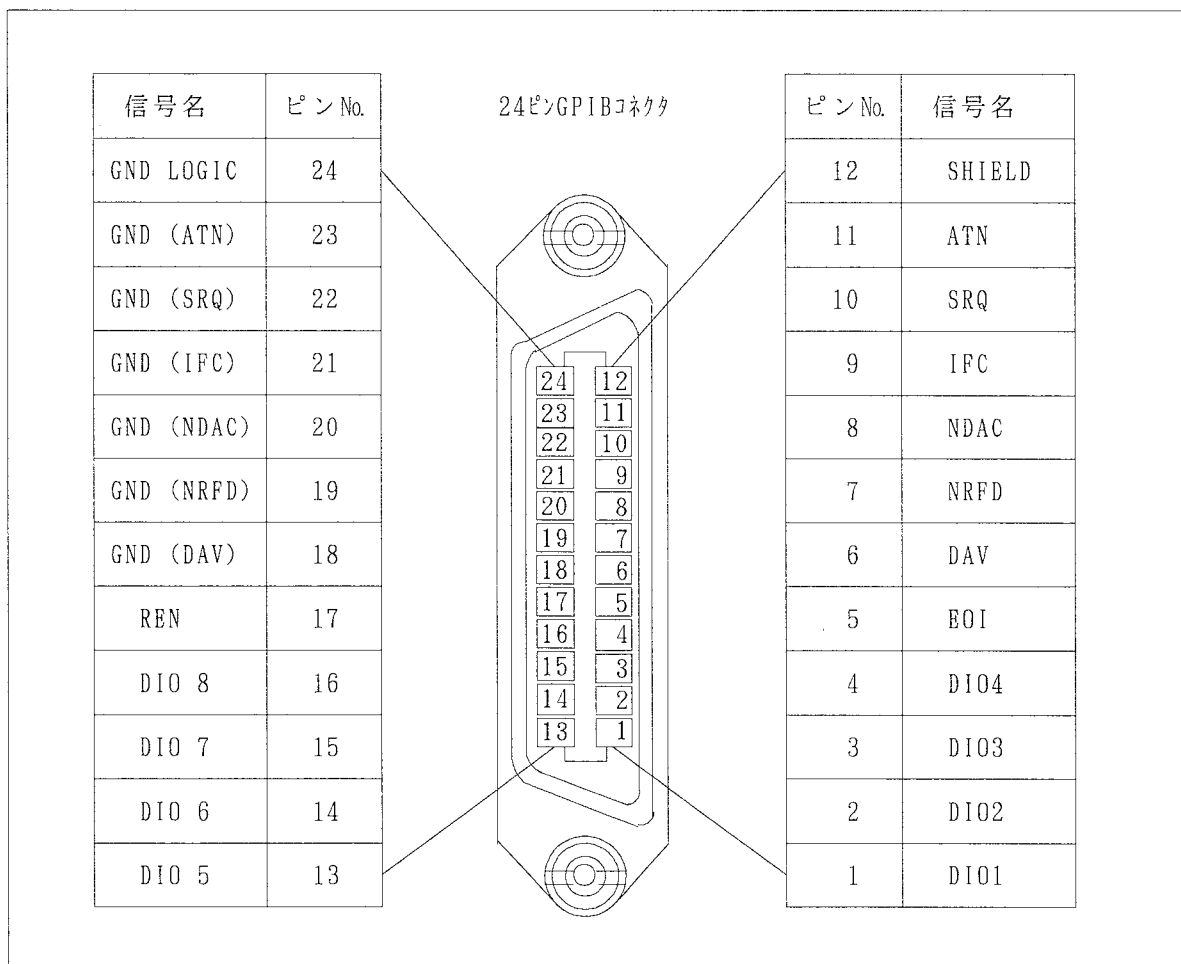 信号名 ピンNo.
GND LOGIC 24
GND (ATN) 23
GND (SRQ) 22
GND (IFC) 21
GND (NDAC) 20
GND (NRFD) 19
GND (DAV) 18
REN 17
DIO 8 16
DIO 7 15
DIO 6 14
DIO 5 13
24ピンGPIBコネクタ
24 12
23 11
22 10
21 9
20 8
19 7
18 6
17 5
16 4
15 3
14 2
13 1
ピンNo. 信号名
12 SHIELD
11 ATN
10 SRQ
9 IFC
8 NDAC
7 NRFD
6 DAV
5 EOI
4 DIO4
3 DIO3
2 DIO2
1 DIO1